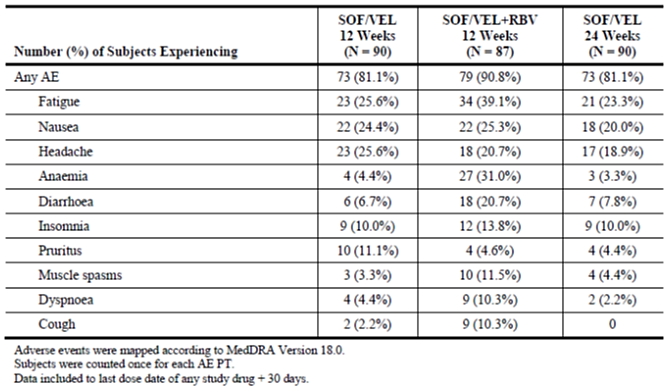 SOF/VEL SOF/VEL+RBV SOF/VEL
12 Weeks 12 Weeks 24 Weeks
Number (%) of Subjects Experiencing (N = 90) (N = 87) (N = 90)
Any AE 73 (81.1%) 79 (90.8%) 73 (81.1%)
Fatigue 23 (25.6%) 34 (39.1%) 21 (23.3%)
Nausea 22 (24.4%) 22 (25.3%) 18 (20.0%)
Headache 23 (25.6%) 18 (20.7%) 17 (18.9%)
Anaemia 4 (4.4%) 27 (31.0%) 3 (3.3%)
Diarrhoea 6 (6.7%) 18 (20.7%) 7 (7.8%)
Insomnia 9 (10.0%) 12 (13.8%) 9 (10.0%)
Pruritus 10 (11.1%) 4 (4.6%) 4 (4.4%)
Muscle spasms 3 (3.3%) 10 (11.5%) 4 (4.4%)
Dyspnoea 4 (4.4%) 9 (10.3%) 2 (2.2%)
Cough 2 (2.2%) 9 (10.3%) 0
Adverse events were mapped according to MedDRA Version 18.0.
Subjects were counted once for each AE PT.
Data included to last dose date of any study drug + 30 days.